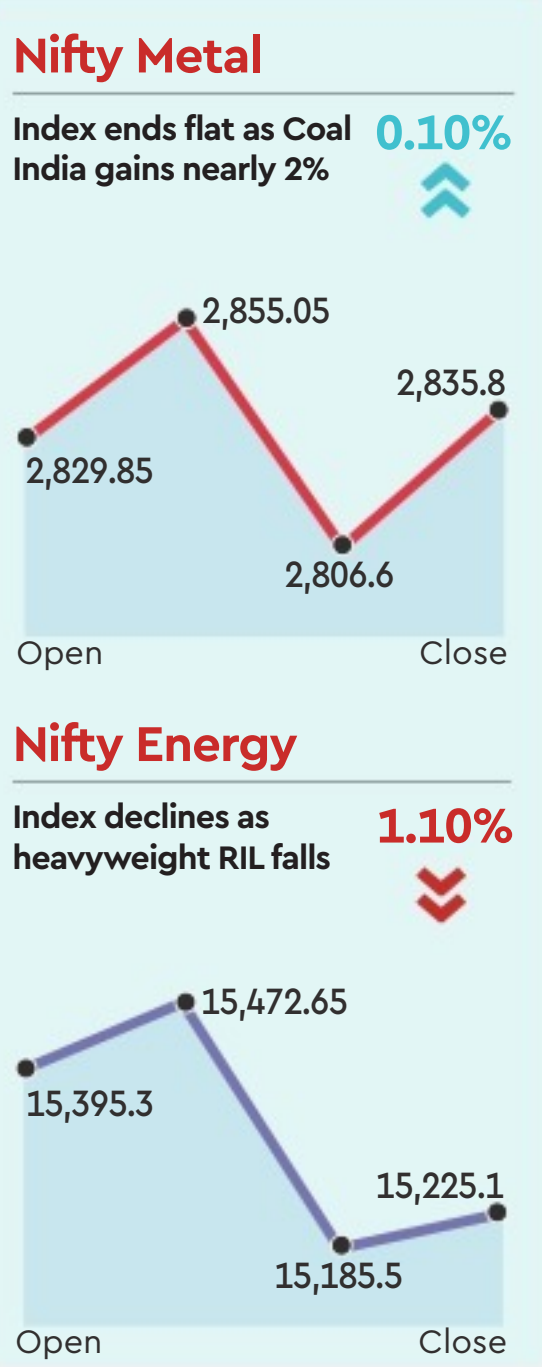 Nifty Metal
Index ends flat as Coal
India gains nearly 2%
0.10%
2,855.05
2,835.8
2,829.85
2,806.6
Open
Close
Nifty Energy
Index declines as
heavyweight RIL falls
1.10%
15,472.65
15,395.3
15,225.1
15,185.5
Open
Close